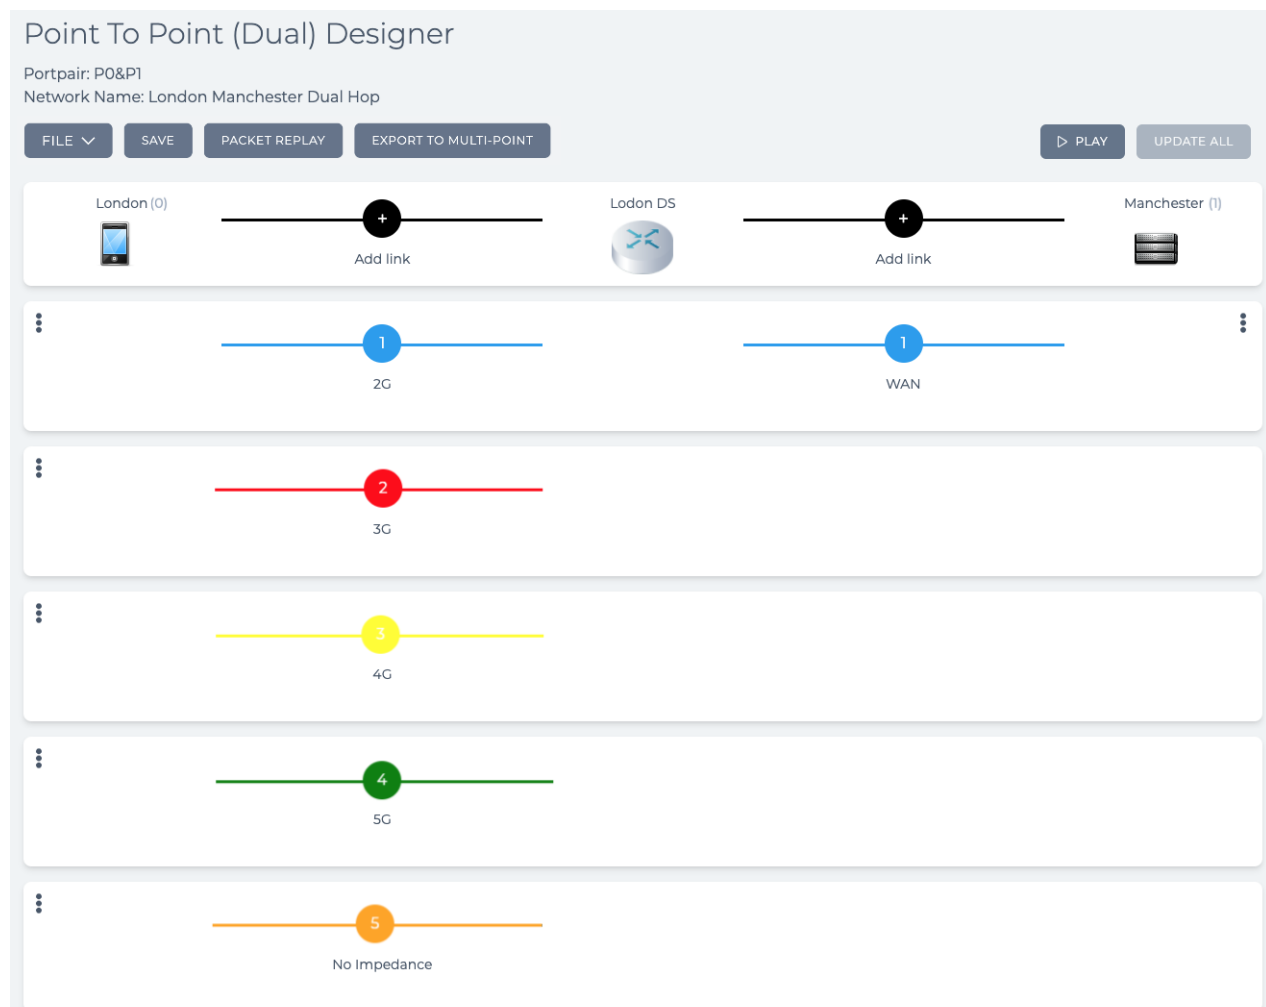 Point To Point (Dual) Designer
Portpair: P0&P1
Network Name: London Manchester Dual Hop
FILE SAVE PACKET REPLAY EXPORT TO MULTI-POINT PLAY UPDATE ALL
London (0) Lodon DS Manchester (1)
+ +
Add link Add link
1 1
2G WAN
2
3G
3
4G
4
5G
5
No Impedance